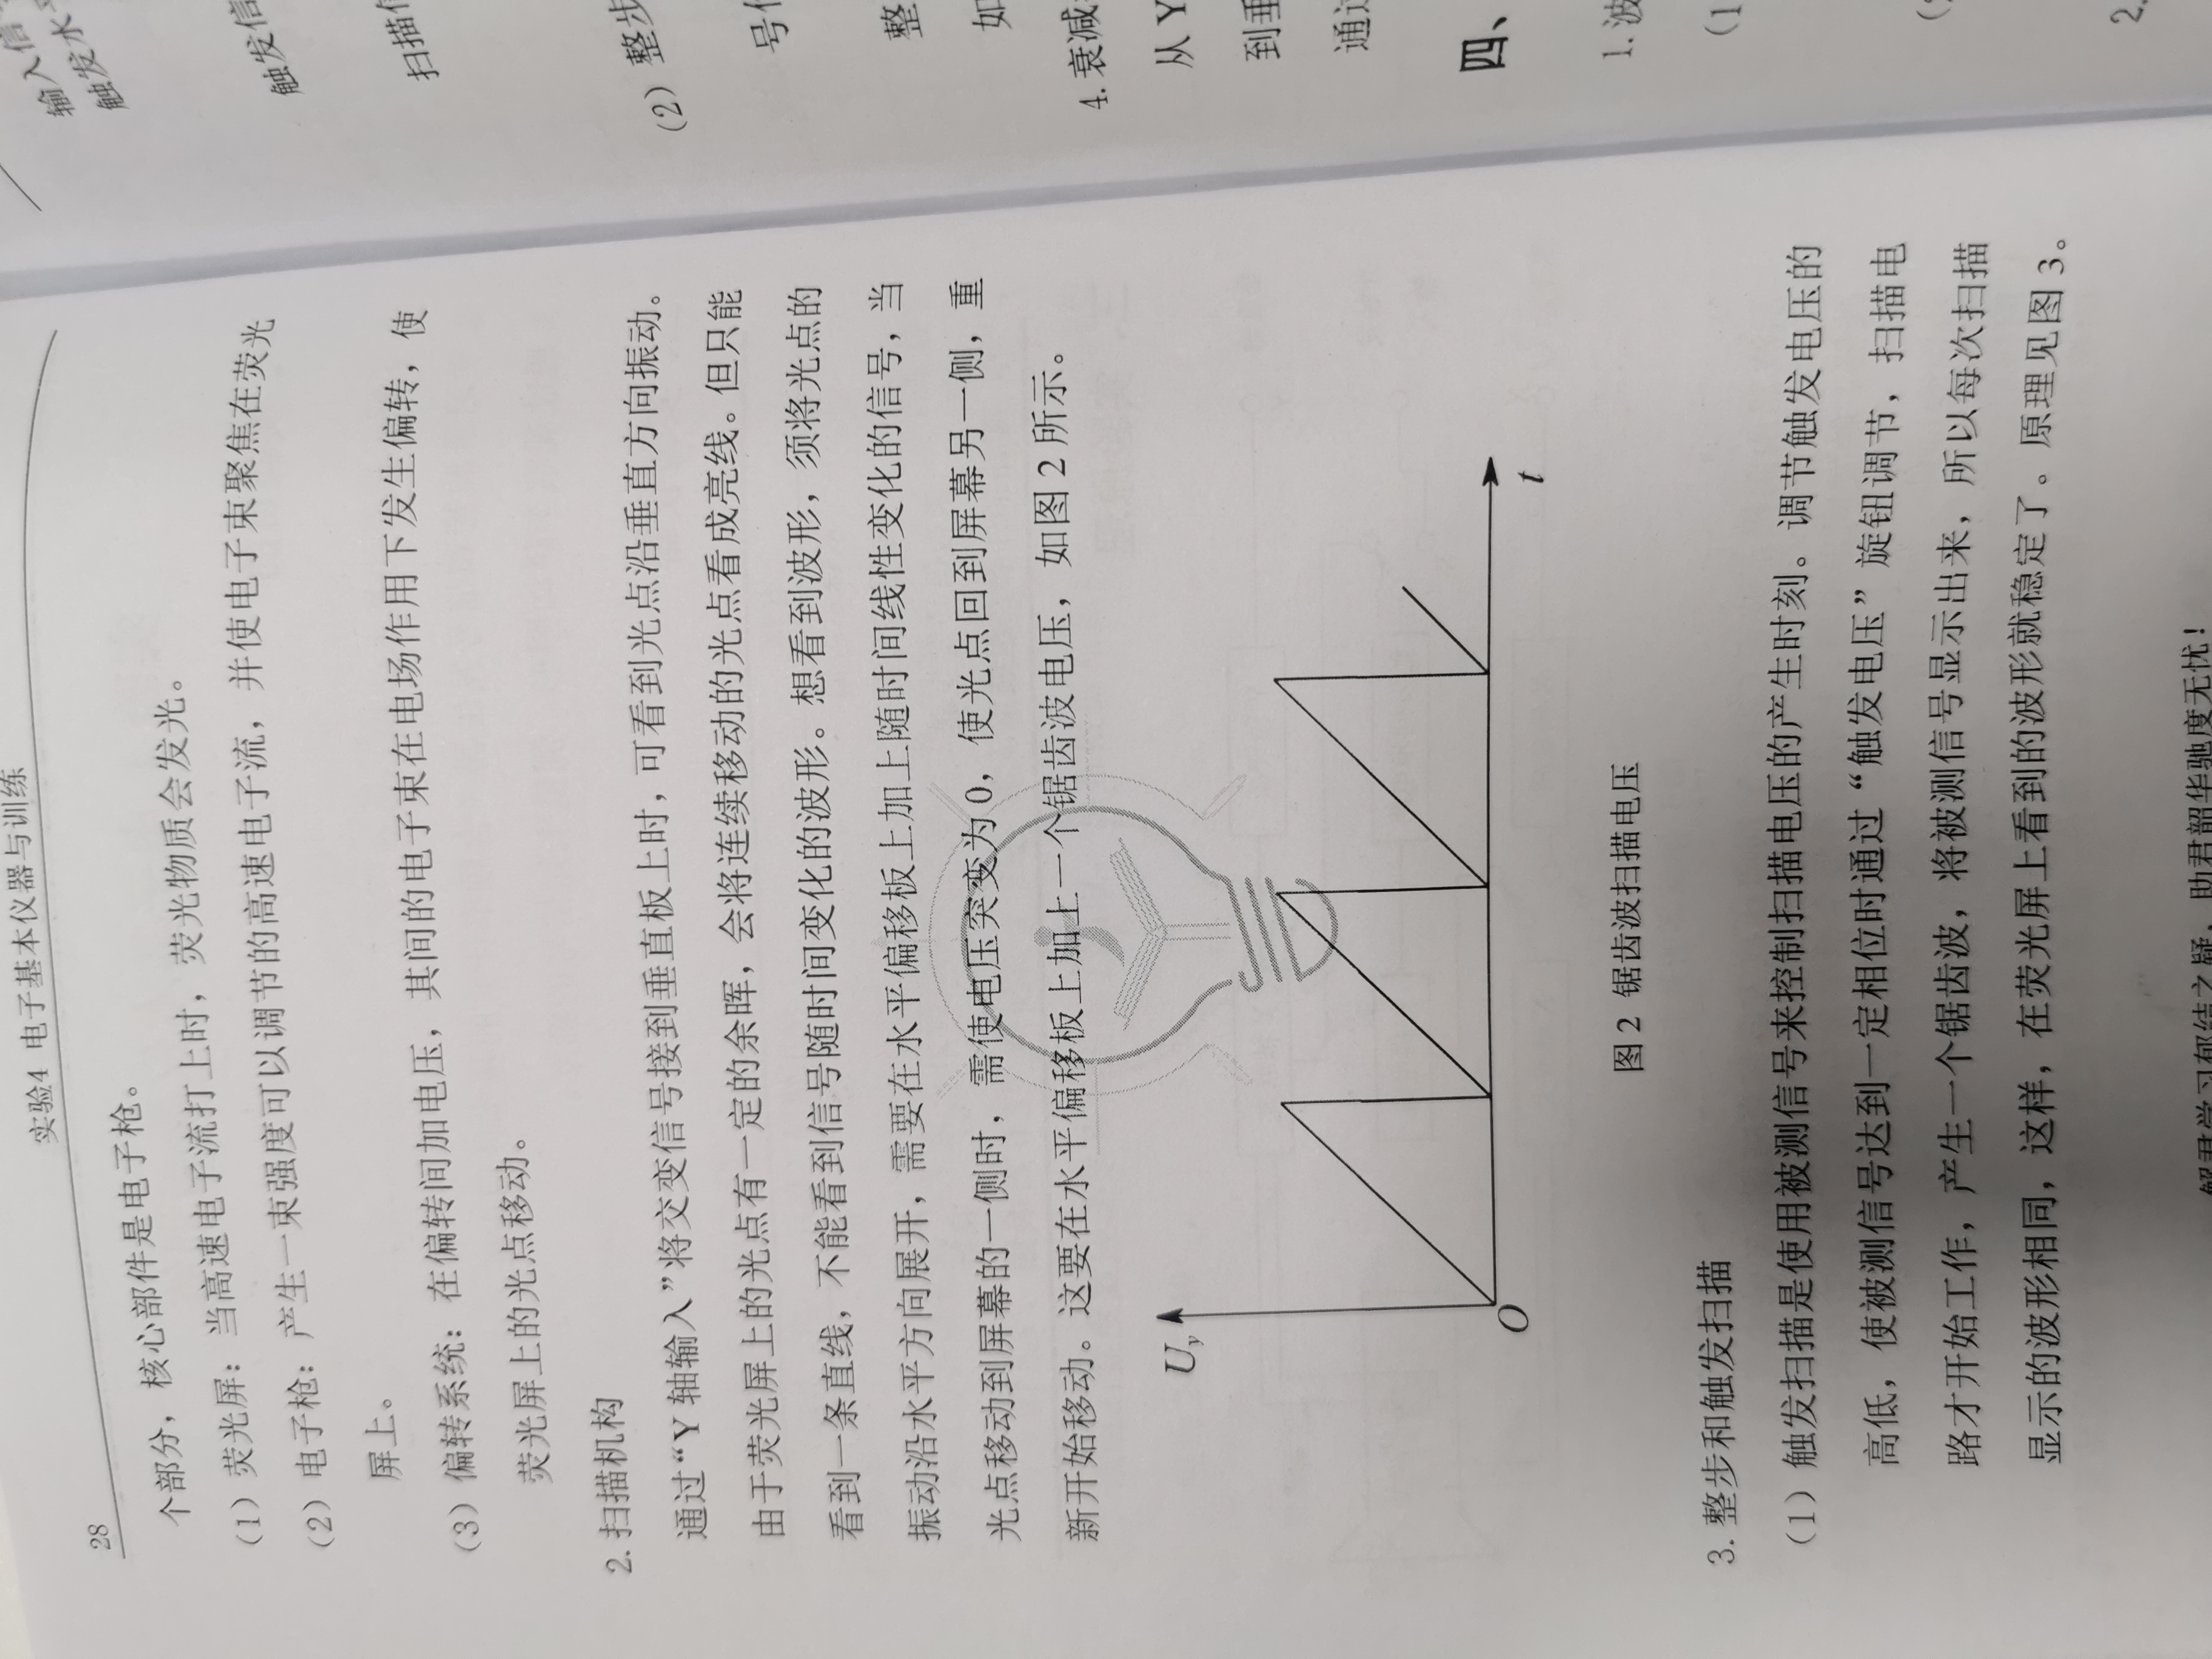 实验4 电子基本仪器与训练
28
个部分，核心部件是电子枪。
（1）荧光屏：当高速电子流打上时，荧光物质会发光。
（2）电子枪：产生一束强度可以调节的高速电子流，并使电子束聚焦在荧光
屏上。
（3）偏转系统：在偏转间加电压，其间的电子束在电场作用下发生偏转，使
荧光屏上的光点移动。
2. 扫描机构
通过“Y 轴输入”将交变信号接到垂直板上时，可看到光点沿垂直方向振动。
由于荧光屏上的光点有一定的余晖，会将连续移动的光点看成亮线。但只能
看到一条直线，不能看到信号随时间变化的波形。想看到波形，须将光点的
振动沿水平方向展开，需要在水平偏移板上加上随时间线性变化的信号，当
光点移动到屏幕的一侧时，需使电压突变为 0，使光点回到屏幕另一侧，重
新开始移动。这要在水平偏移板上加上一个锯齿波电压，如图 2 所示。
Uy
O
t
图 2 锯齿波扫描电压
3. 整步和触发扫描
（1）触发扫描是使用被测信号来控制扫描电压的产生时刻。调节触发电压的
高低，使被测信号达到一定相位时通过“触发电压”旋钮调节，扫描电
路才开始工作，产生一个锯齿波，将被测信号显示出来，所以每次扫描
显示的波形相同，这样，在荧光屏上看到的波形就稳定了。原理见图 3。
解君学习郁结之疑，助君韶华驰度无忧！
输入信
触发水
触发信
扫描信
（2）整步
号
整
如
4. 衰减
从 Y
到垂
通过
四、
1. 波
（1
（
2.